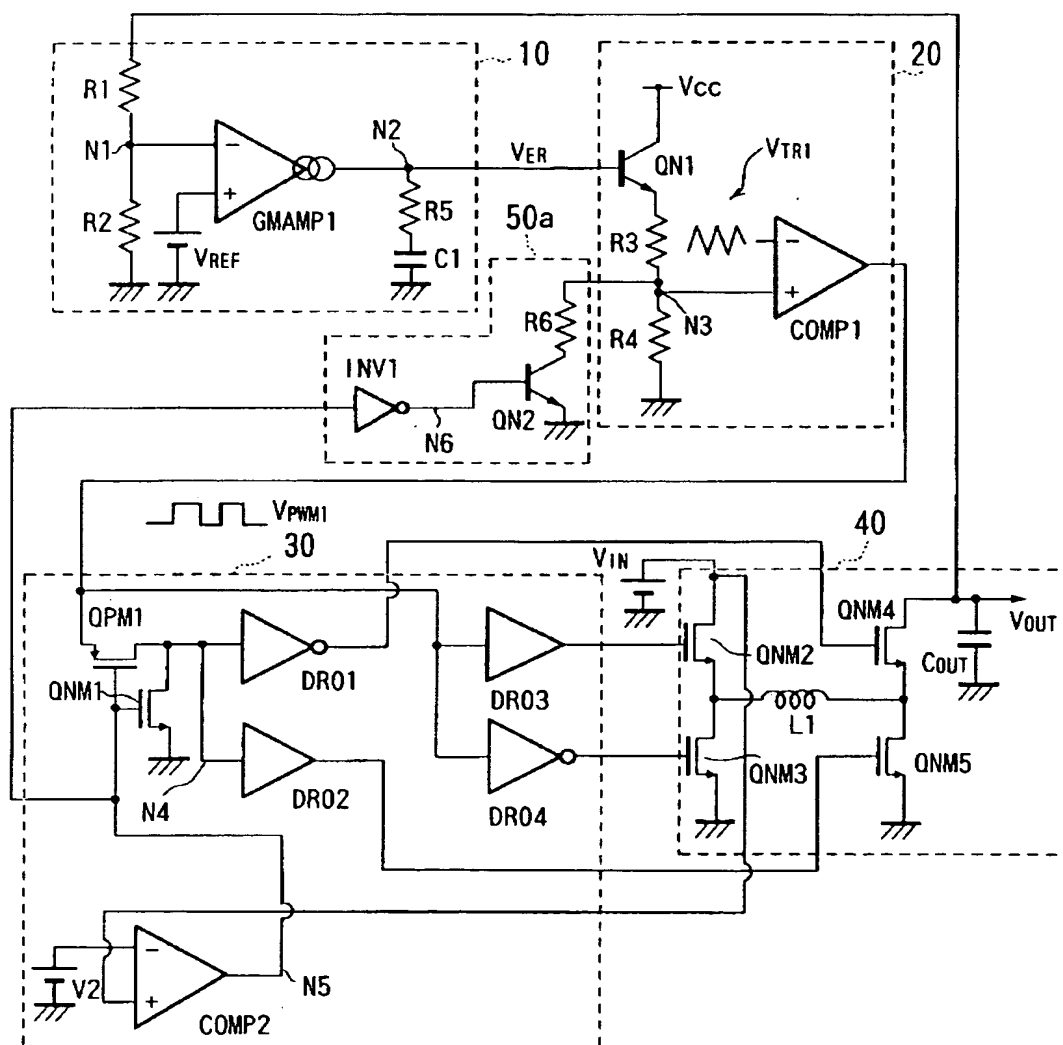 10
20
R1
VCC
N1
N2
VER
QN1
VTR1
R2
GMAMP1
R5
R3
VREF
50a
C1
R6
N3
R4
COMP1
INV1
N6
QN2
VPWM1
30
40
VIN
QPM1
QNM4
VOUT
QNM1
DR01
DR03
QNM2
COUT
L1
N4
DR02
DR04
QNM3
QNM5
V2
N5
COMP2